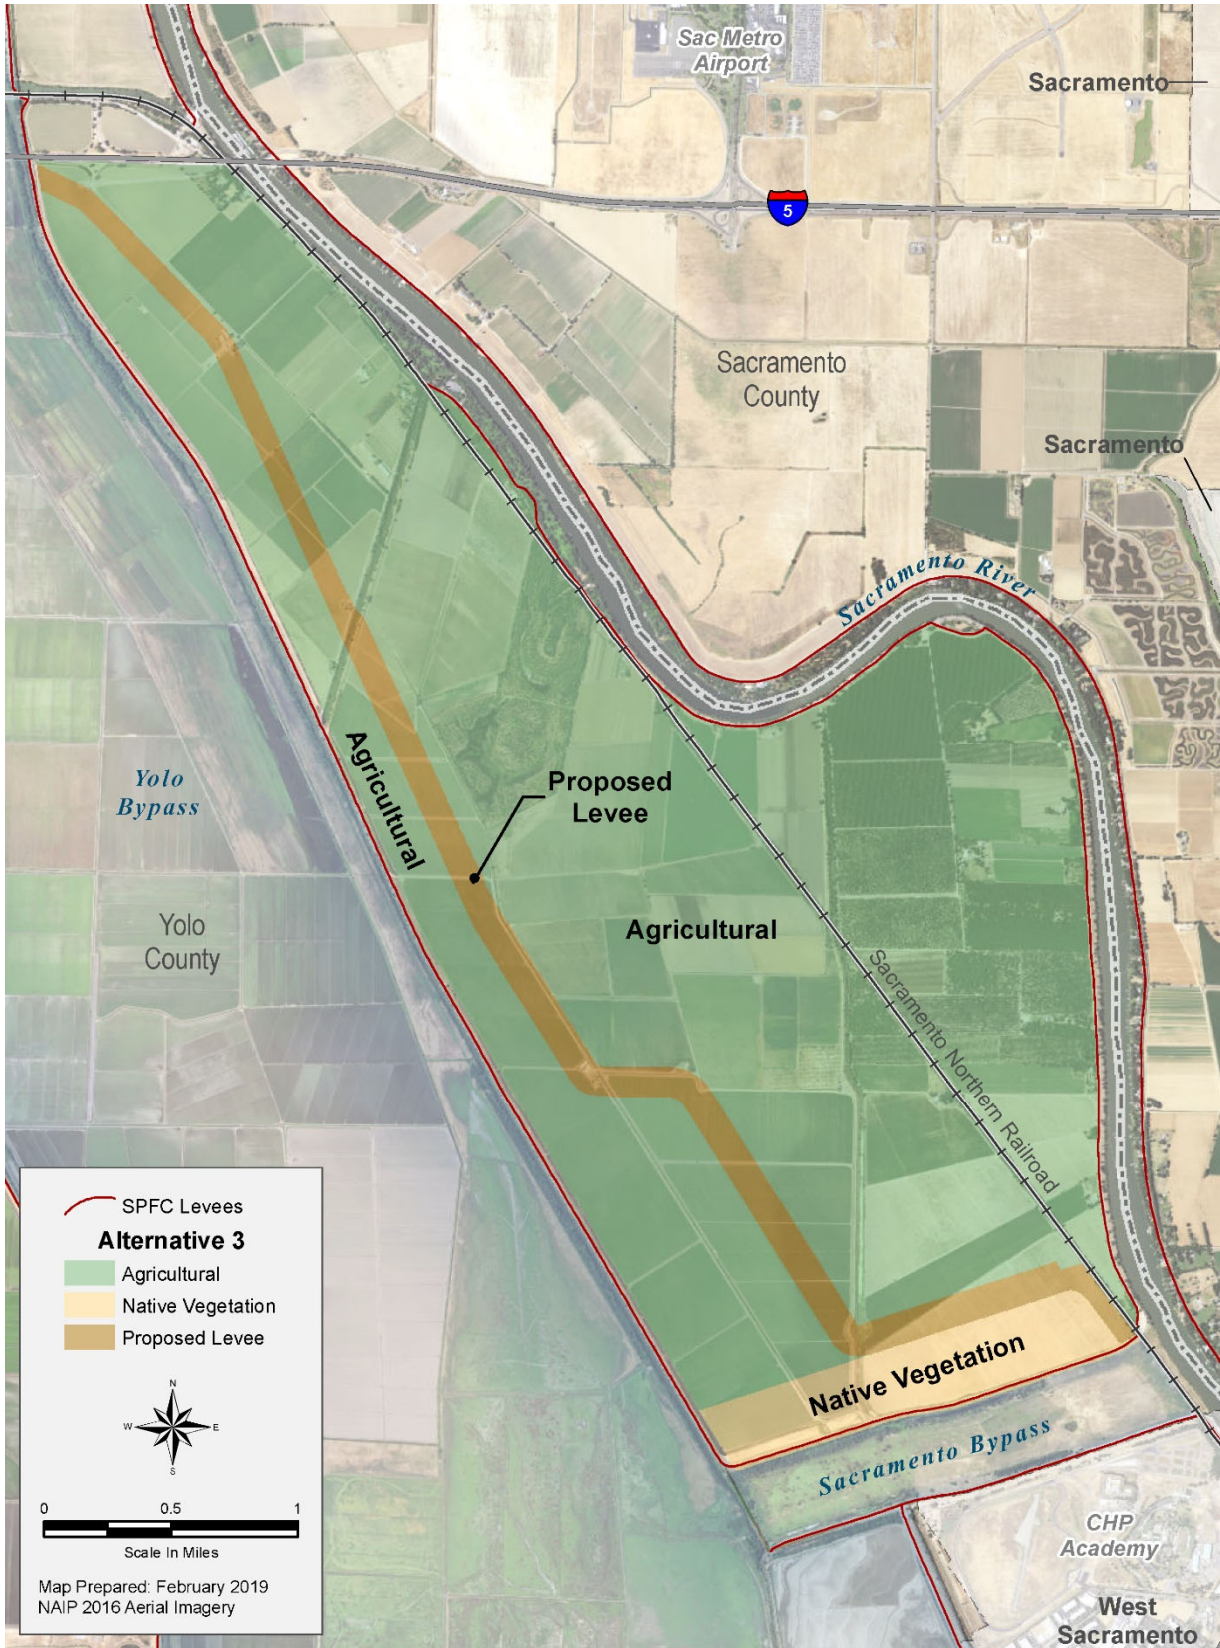 Sac Metro
Airport
Sacramento
5
Sacramento
County
Sacramento
Sacramento River
Agricultural
Proposed
Levee
Yolo
Bypass
Yolo
County
Agricultural
Sacramento Northern Railroad
Native Vegetation
Sacramento Bypass
CHP
Academy
West
Sacramento
SPFC Levees
Alternative 3
Agricultural
Native Vegetation
Proposed Levee
N
W
E
S
0 0.5 1
Scale In Miles
Map Prepared: February 2019
NAIP 2016 Aerial Imagery